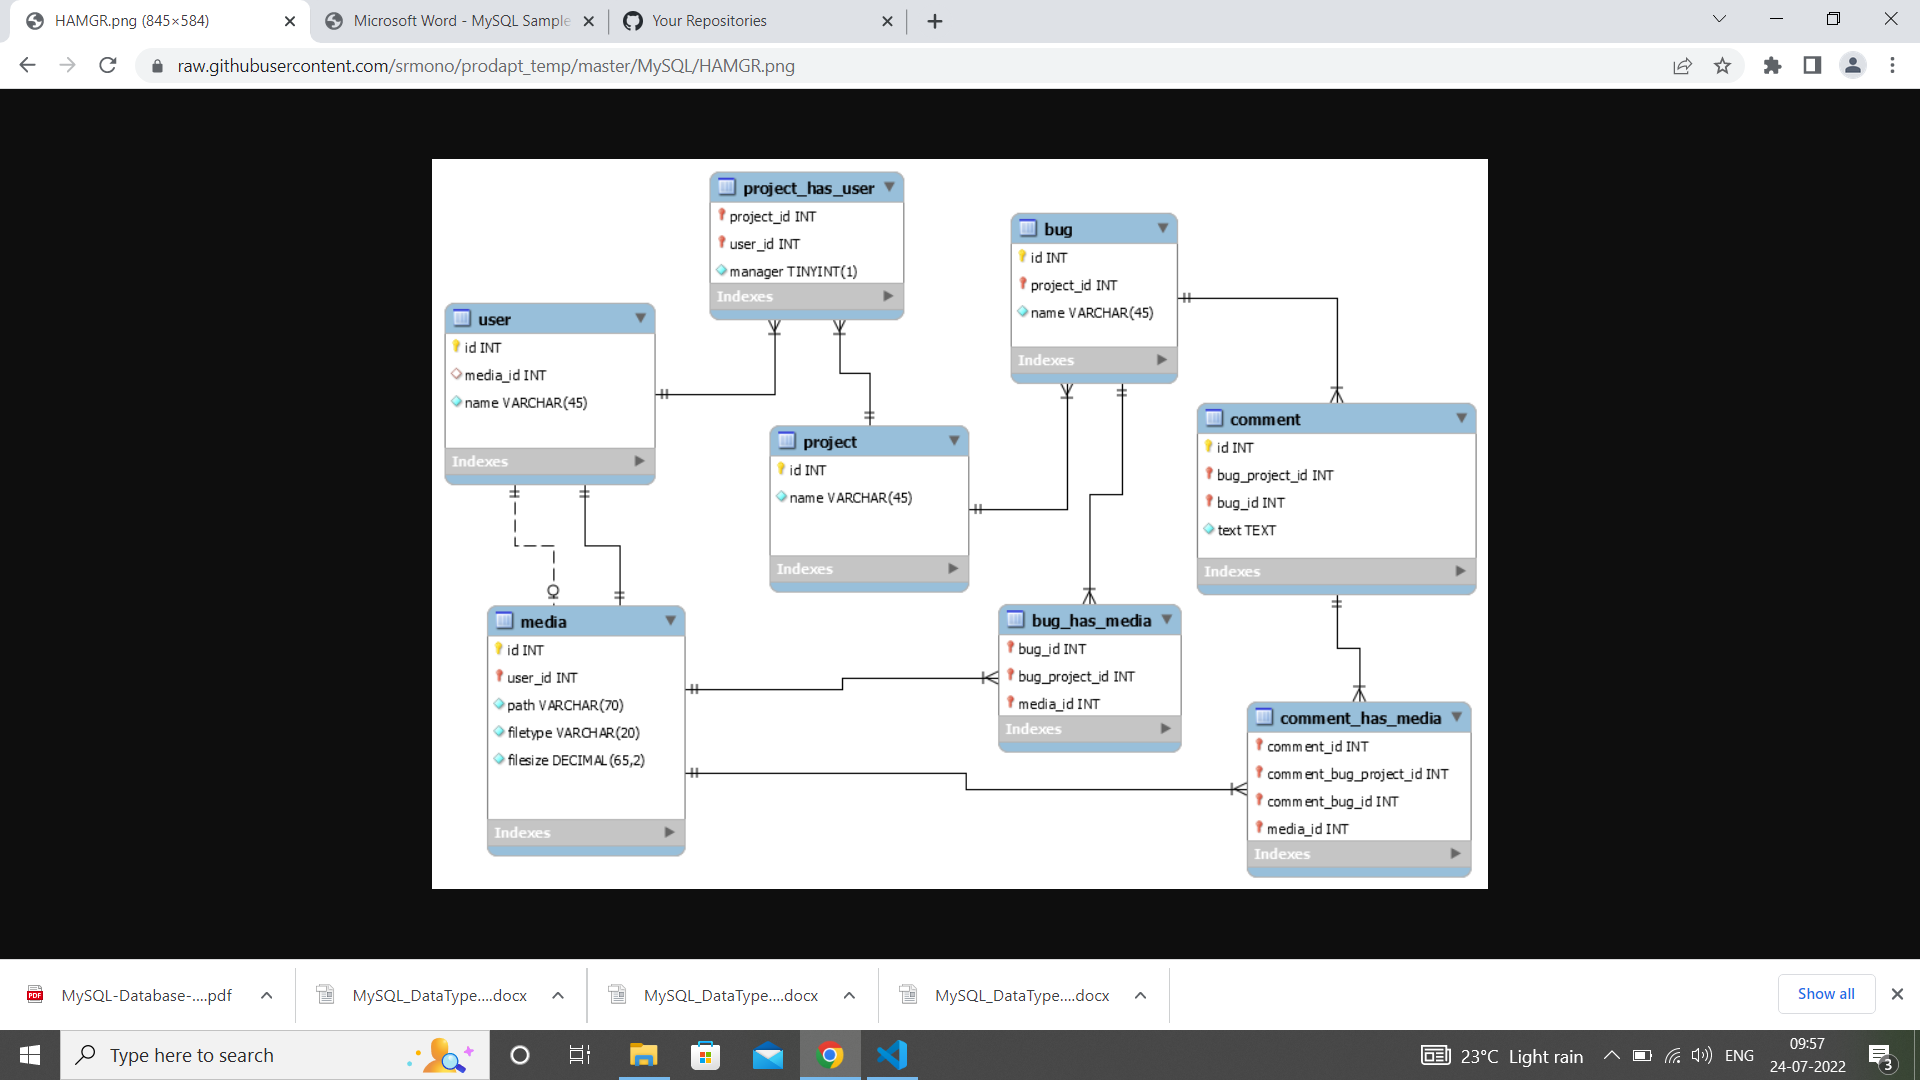 HAMGR.png (845×584)
Microsoft Word - MySQL Sample
Your Repositories
raw.githubusercontent.com/srmono/prodapt_temp/master/MySQL/HAMGR.png
project_has_user
project_id INT
user_id INT
manager TINYINT(1)
Indexes
bug
id INT
project_id INT
name VARCHAR(45)
Indexes
user
id INT
media_id INT
name VARCHAR(45)
Indexes
project
id INT
name VARCHAR(45)
Indexes
comment
id INT
bug_project_id INT
bug_id INT
text TEXT
Indexes
media
id INT
user_id INT
path VARCHAR(70)
filetype VARCHAR(20)
filesize DECIMAL(65,2)
Indexes
bug_has_media
bug_id INT
bug_project_id INT
media_id INT
Indexes
comment_has_media
comment_id INT
comment_bug_project_id INT
comment_bug_id INT
media_id INT
Indexes
PDF
MySQL-Database-....pdf
MySQL_DataType....docx
MySQL_DataType....docx
MySQL_DataType....docx
Show all
Type here to search
23°C Light rain
ENG
09:57
24-07-2022
3